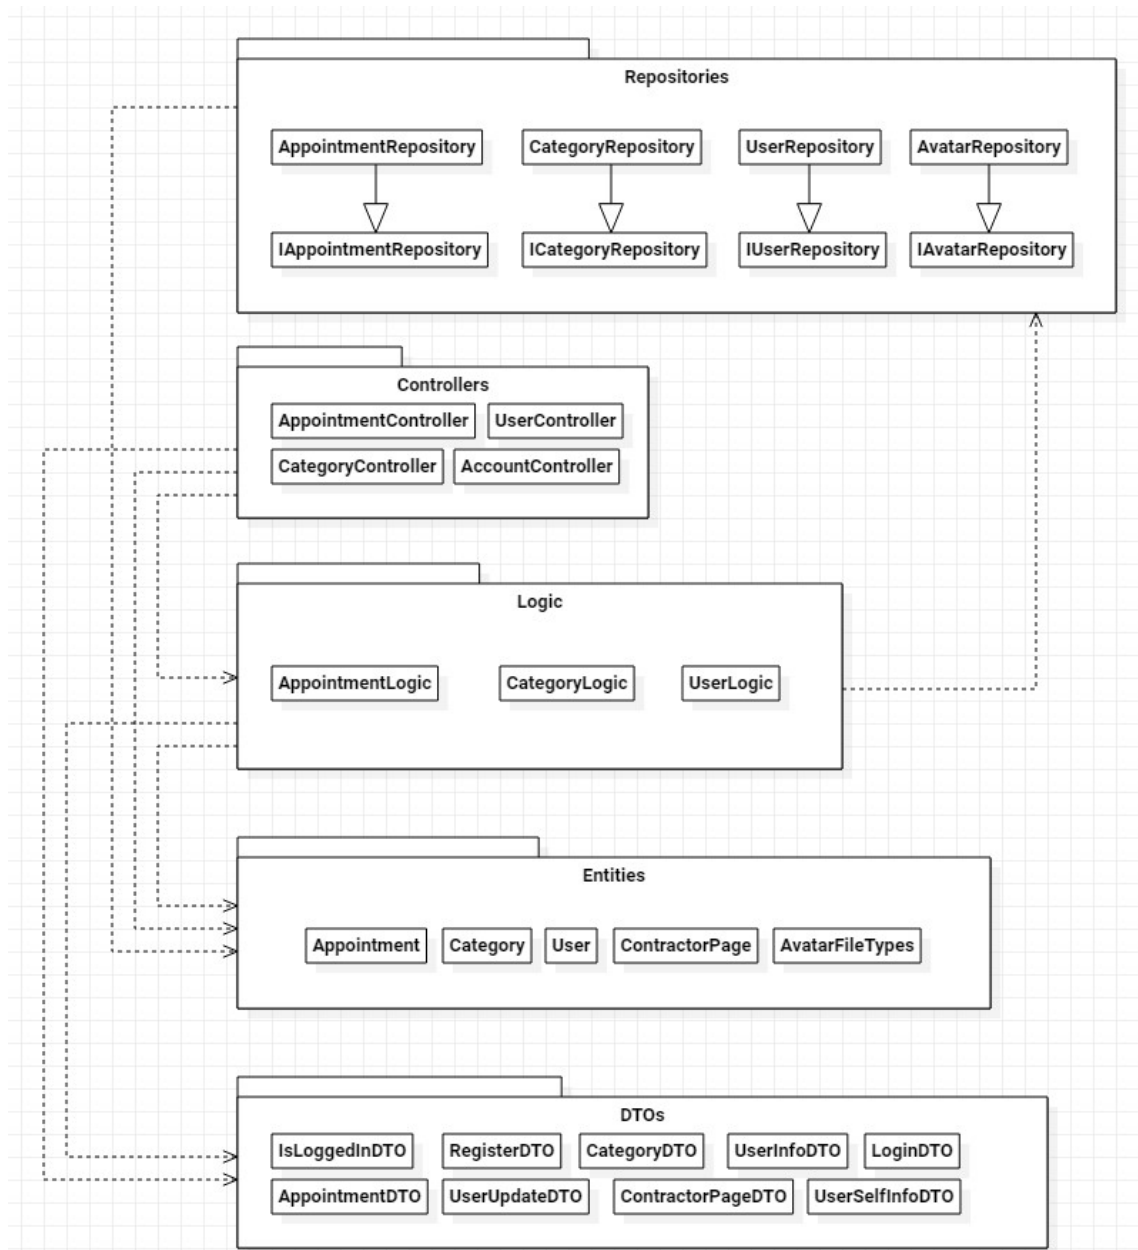 Repositories
AppointmentRepository CategoryRepository UserRepository AvatarRepository
IAppointmentRepository ICategoryRepository IUserRepository IAvatarRepository
Controllers
AppointmentController UserController
CategoryController AccountController
Logic
AppointmentLogic CategoryLogic UserLogic
Entities
Appointment Category User ContractorPage AvatarFileTypes
DTOs
IsLoggedInDTO RegisterDTO CategoryDTO UserInfoDTO LoginDTO
AppointmentDTO UserUpdateDTO ContractorPageDTO UserSelfInfoDTO